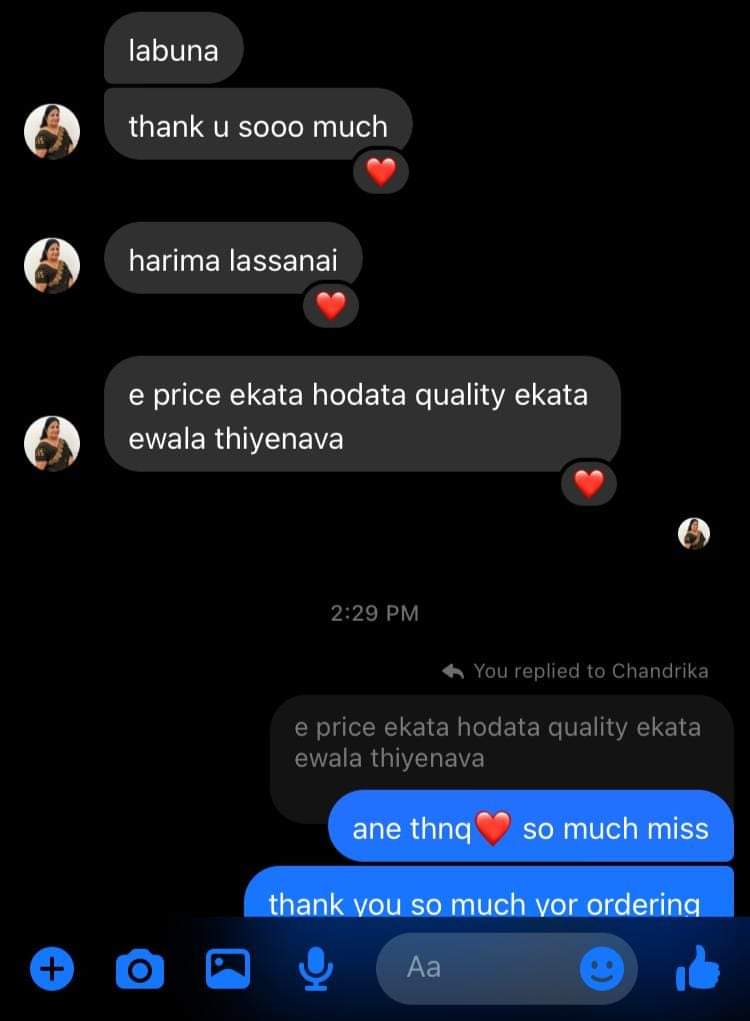 labuna
thank u sooo much
harima lassanai
e price ekata hodata quality ekata
ewala thiyenava
2:29 PM
You replied to Chandrika
e price ekata hodata quality ekata
ewala thiyenava
ane thnq❤️ so much miss
thank you so much yor ordering
Aa